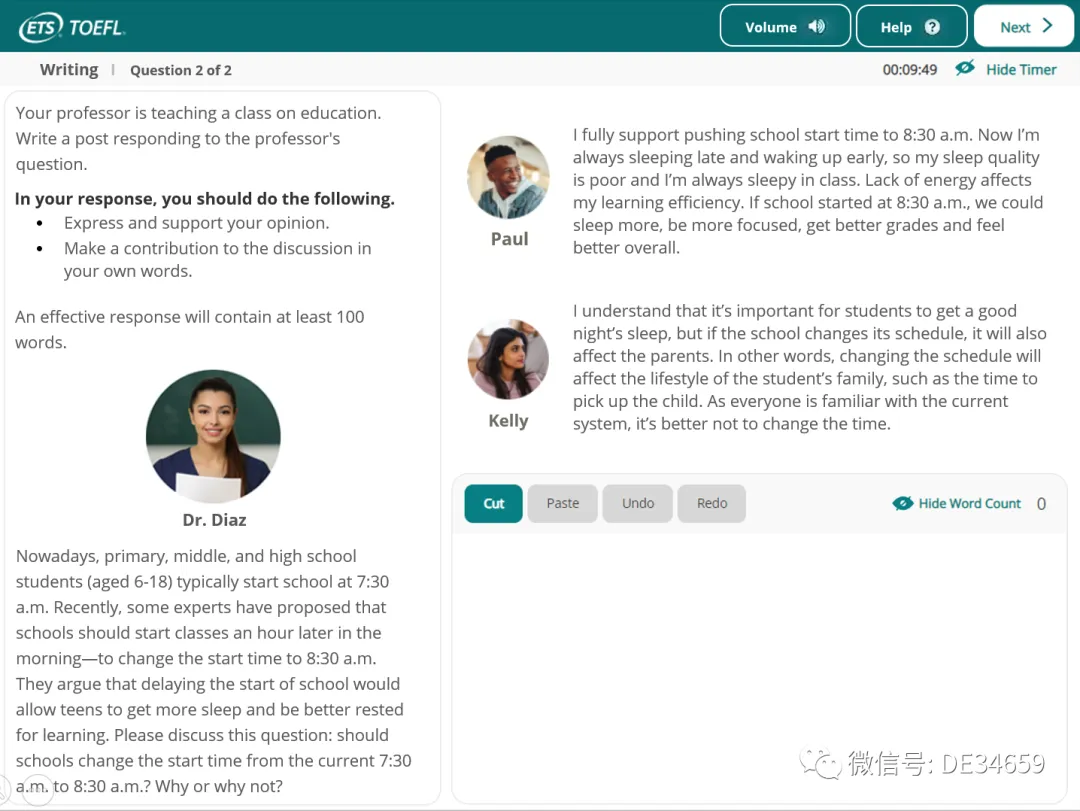 ETS TOEFL
Volume
Help ?
Next
Writing | Question 2 of 2
00:09:49
Hide Timer
Your professor is teaching a class on education.
Write a post responding to the professor's
question.
In your response, you should do the following.
• Express and support your opinion.
• Make a contribution to the discussion in
your own words.
An effective response will contain at least 100
words.
Dr. Diaz
Nowadays, primary, middle, and high school
students (aged 6-18) typically start school at 7:30
a.m. Recently, some experts have proposed that
schools should start classes an hour later in the
morning—to change the start time to 8:30 a.m.
They argue that delaying the start of school would
allow teens to get more sleep and be better rested
for learning. Please discuss this question: should
schools change the start time from the current 7:30
a.m. to 8:30 a.m.? Why or why not?
Paul
I fully support pushing school start time to 8:30 a.m. Now I'm
always sleeping late and waking up early, so my sleep quality
is poor and I'm always sleepy in class. Lack of energy affects
my learning efficiency. If school started at 8:30 a.m., we could
sleep more, be more focused, get better grades and feel
better overall.
Kelly
I understand that it's important for students to get a good
night's sleep, but if the school changes its schedule, it will also
affect the parents. In other words, changing the schedule will
affect the lifestyle of the student's family, such as the time to
pick up the child. As everyone is familiar with the current
system, it's better not to change the time.
Cut
Paste
Undo
Redo
Hide Word Count 0
微信号: DE34659